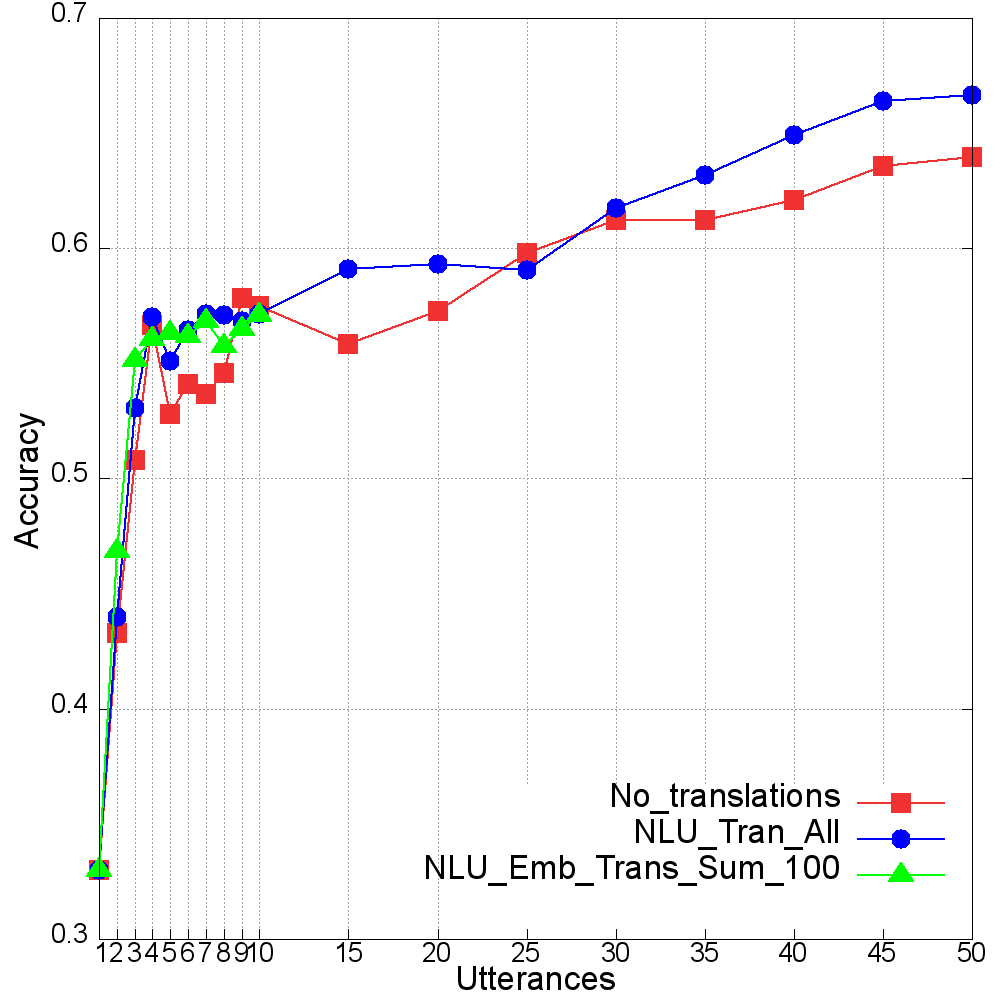 0.7
0.6
0.5
0.4
0.3
Accuracy
No_translations
NLU_Tran_All
NLU_Emb_Trans_Sum_100
1 2 3 4 5 6 7 8 9 10 15 20 25 30 35 40 45 50
Utterances